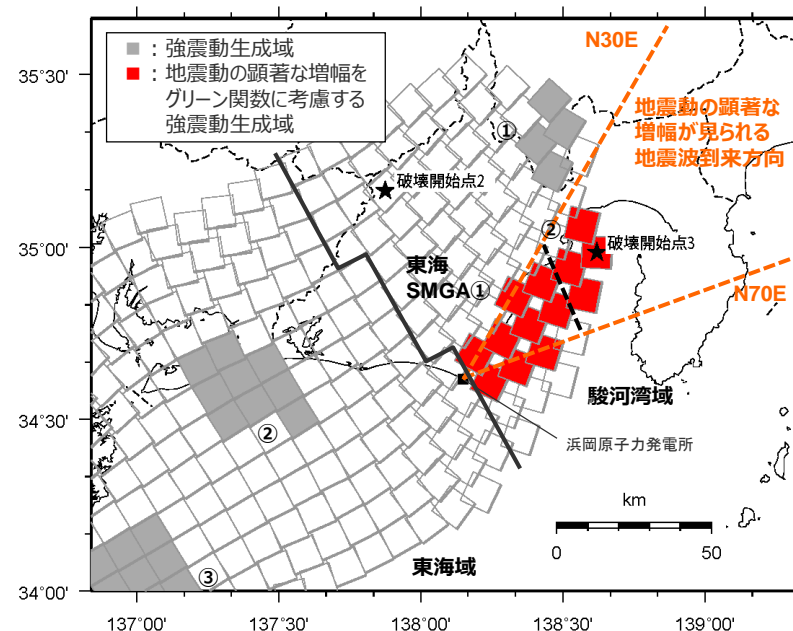 ■：強震動生成域
■：地震動の顕著な増幅を
グリーン関数に考慮する
強震動生成域
N30E
地震動の顕著な
増幅が見られる
地震波到来方向
①
破壊開始点2
②
破壊開始点3
東海
SMGA①
N70E
駿河湾域
浜岡原子力発電所
②
km
0 50
東海域
③
35°30'
35°00'
34°30'
34°00'
137°00' 137°30' 138°00' 138°30' 139°00'